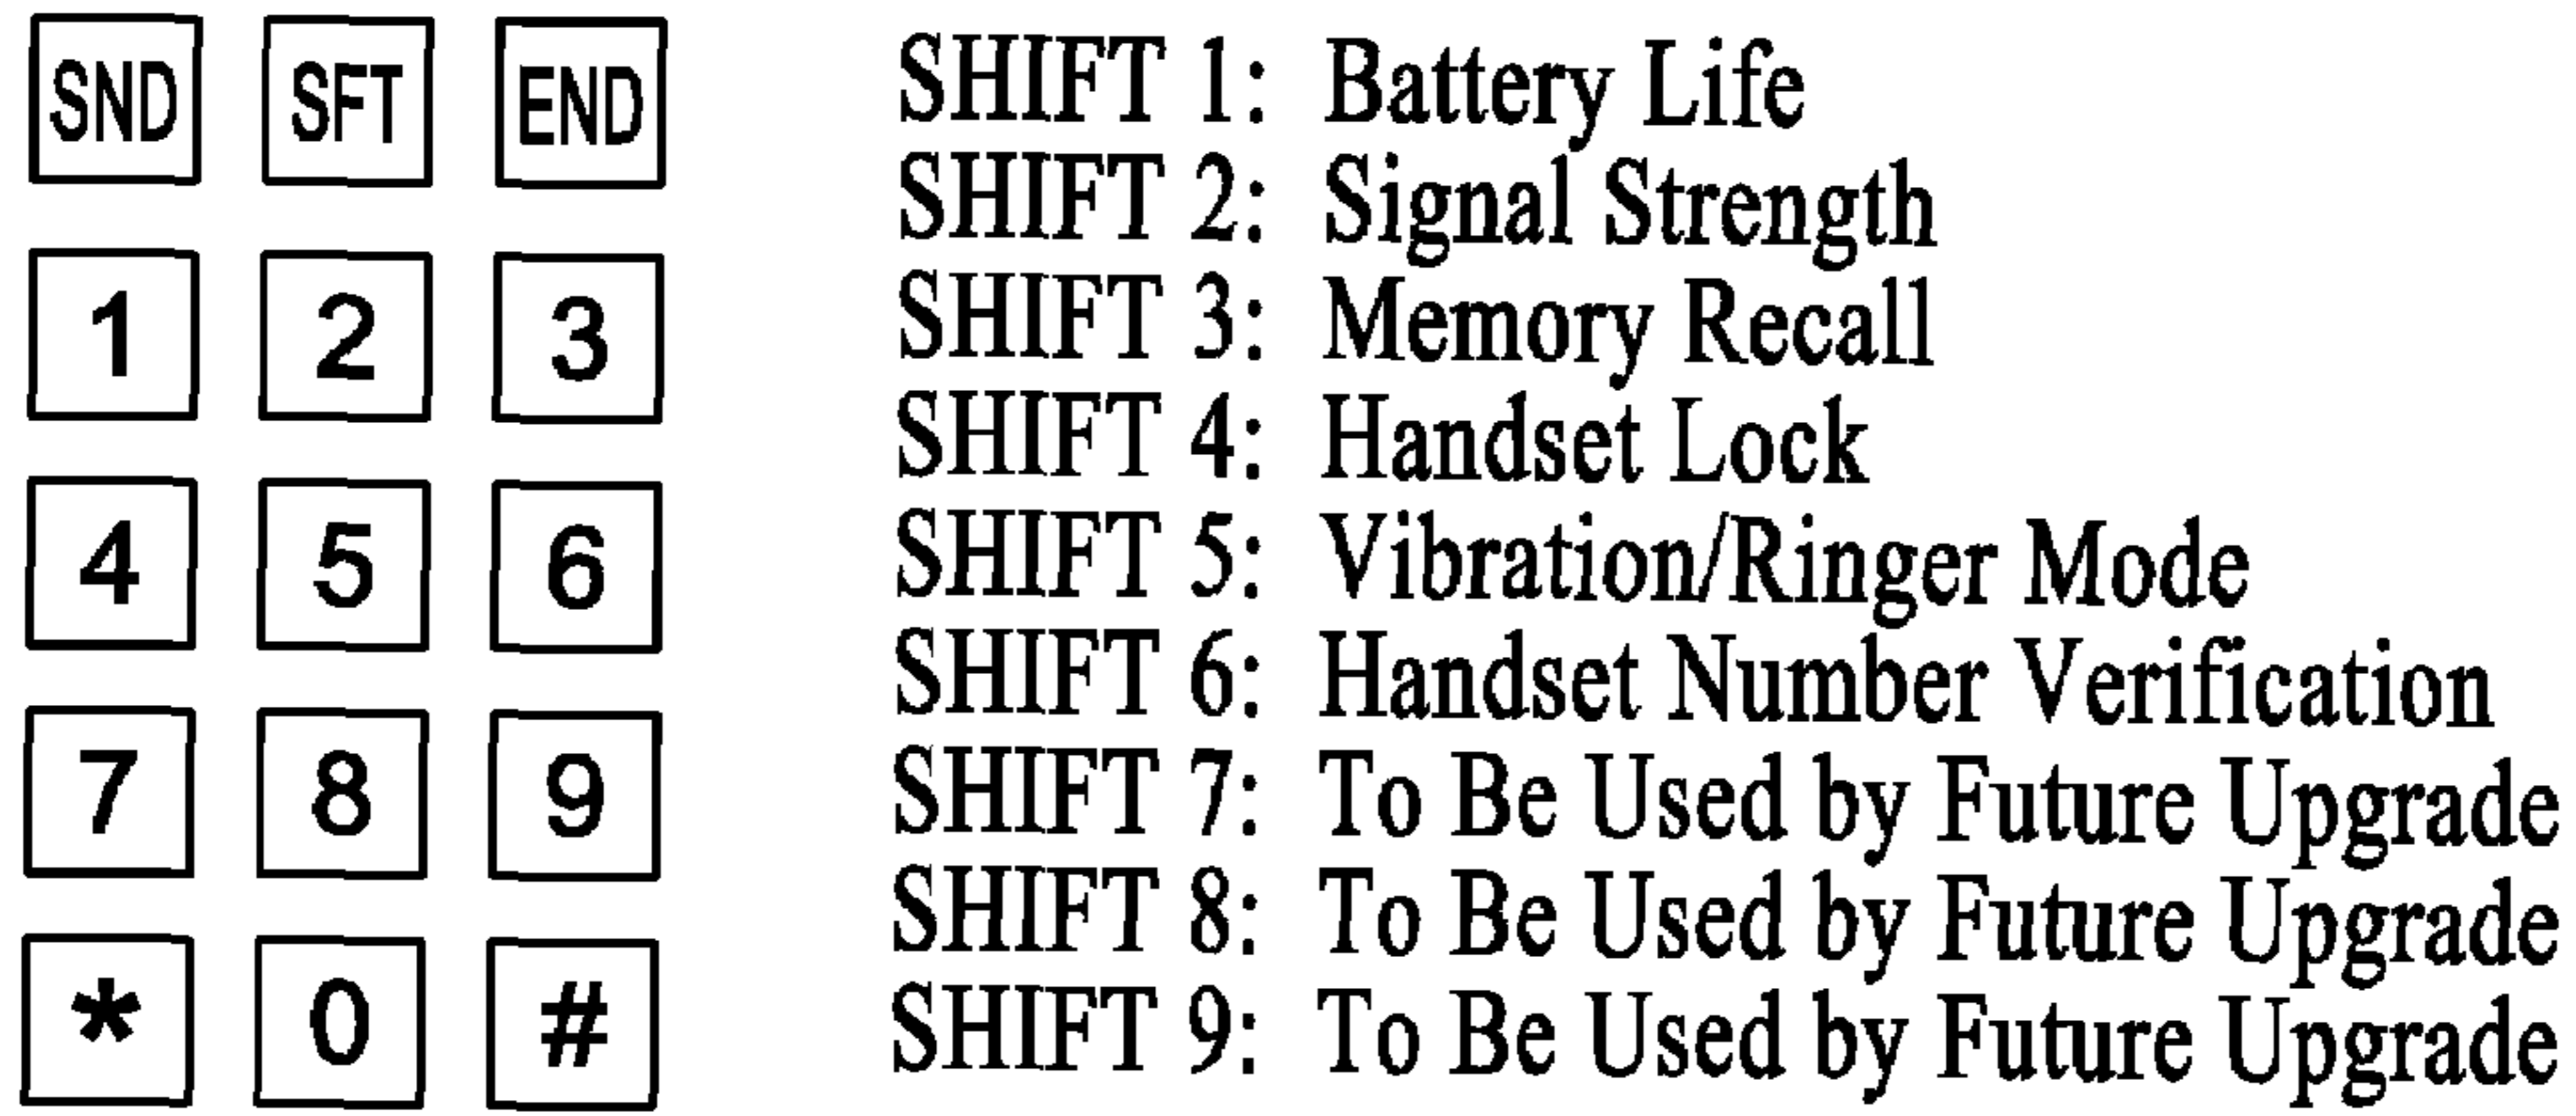 SND SFT END
1 2 3
4 5 6
7 8 9
* 0 #
SHIFT 1: Battery Life
SHIFT 2: Signal Strength
SHIFT 3: Memory Recall
SHIFT 4: Handset Lock
SHIFT 5: Vibration/Ringer Mode
SHIFT 6: Handset Number Verification
SHIFT 7: To Be Used by Future Upgrade
SHIFT 8: To Be Used by Future Upgrade
SHIFT 9: To Be Used by Future Upgrade